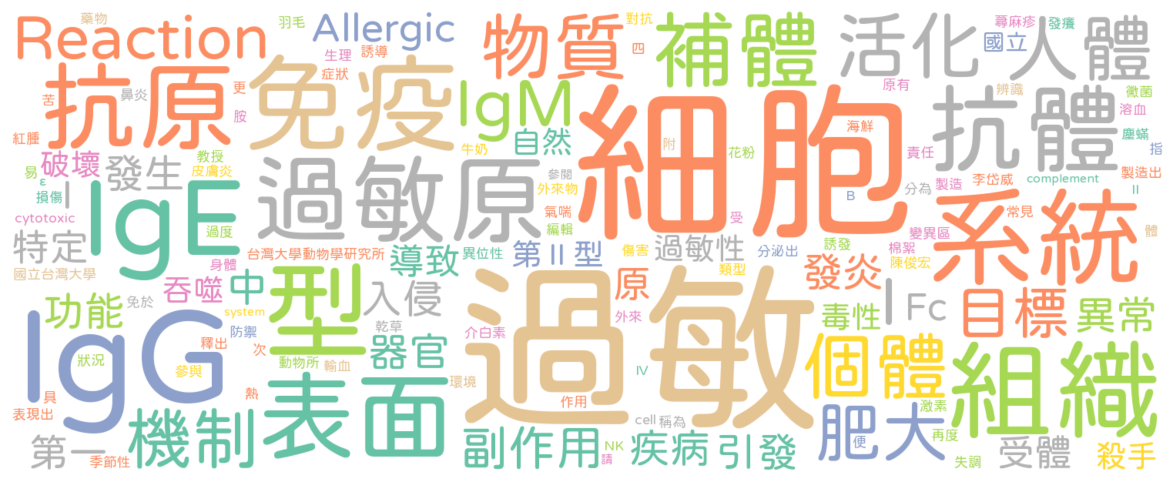 藥物
羽毛
Allergic
對抗
尋麻疹
發癢
Reaction
生理
誘導
物質
四
補體
活化
人體
國立
抗原
苦
鼻炎
更
免疫
症狀
IgM
細胞
原有
辨識
黴菌
溶血
胺
自然
海鮮
抗體
塵蟎
指
紅腫
破壞
發生
教授
皮膚炎
牛奶
附
花粉
責任
易
ε
損傷
I
IgE
過敏原
參閱
外來物
B
分為
製造
李岱威
complement
製造出
II
cytotoxic
過度
氣喘
編輯
受
系統
常見
特定
台灣大學動物學研究所
導致
異位性
第II型
傷害
過敏性
分泌出
誘發
變異區
棉絮
陳俊宏
體
國立台灣大學
身體
吞噬
中
型
入侵
過敏
原
類型
發炎
功能
免於
system
防禦
釋出
次
乾草
介白素
外來
毒性
I
Fc
目標
異常
IgG
狀況
參與
動物所
輸血
器官
環境
IV
個體
組織
具
表現出
熱
表面
作用
cell
稱為
激素
第一
機制
季節性
副作用
NK
請
疾病
引發
肥大
便
再度
失調
受體
殺手